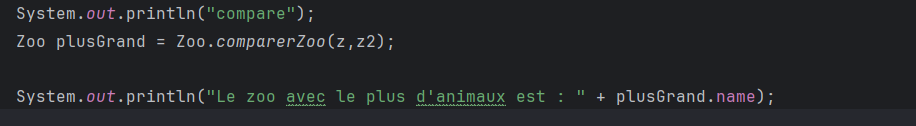 System.out.println("compare");
Zoo plusGrand = Zoo.comparerZoo(z,z2);
System.out.println("Le zoo avec le plus d'animaux est : " + plusGrand.name);